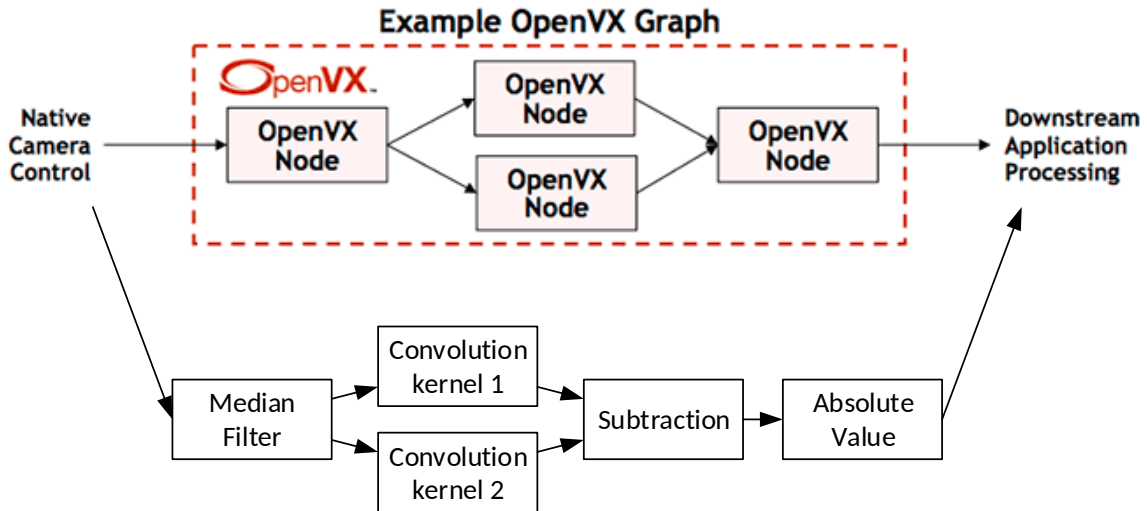 Example OpenVX Graph
OpenVX™
Native
Camera
Control
OpenVX
Node
OpenVX
Node
OpenVX
Node
OpenVX
Node
Downstream
Application
Processing
Median
Filter
Convolution
kernel 1
Convolution
kernel 2
Subtraction
Absolute
Value